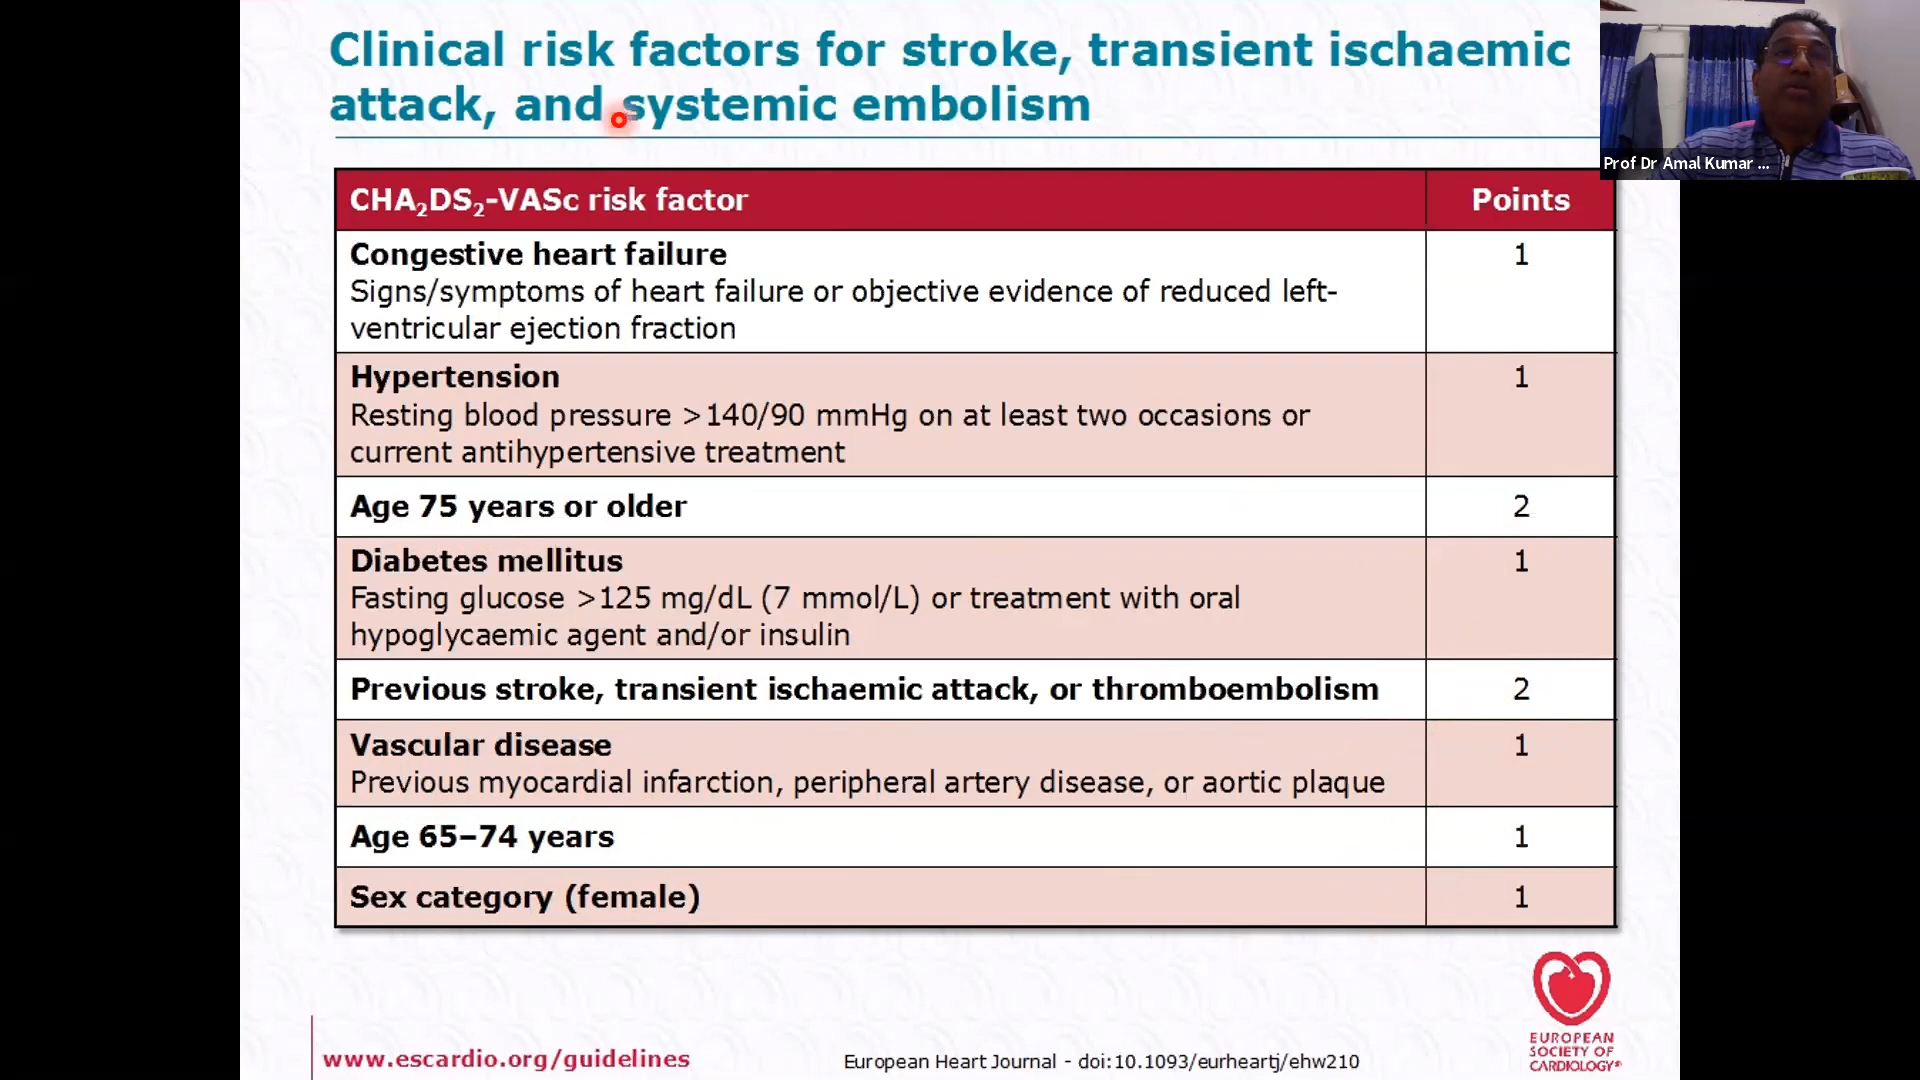 Clinical risk factors for stroke, transient ischaemic
attack, and systemic embolism
Prof Dr Amal Kumar ...
CHA₂DS₂-VASc risk factor Points
Congestive heart failure 1
Signs/symptoms of heart failure or objective evidence of reduced left-
ventricular ejection fraction
Hypertension 1
Resting blood pressure >140/90 mmHg on at least two occasions or
current antihypertensive treatment
Age 75 years or older 2
Diabetes mellitus 1
Fasting glucose >125 mg/dL (7 mmol/L) or treatment with oral
hypoglycaemic agent and/or insulin
Previous stroke, transient ischaemic attack, or thromboembolism 2
Vascular disease 1
Previous myocardial infarction, peripheral artery disease, or aortic plaque
Age 65–74 years 1
Sex category (female) 1
www.escardio.org/guidelines
European Heart Journal - doi:10.1093/eurheartj/ehw210
EUROPEAN
SOCIETY OF
CARDIOLOGY®